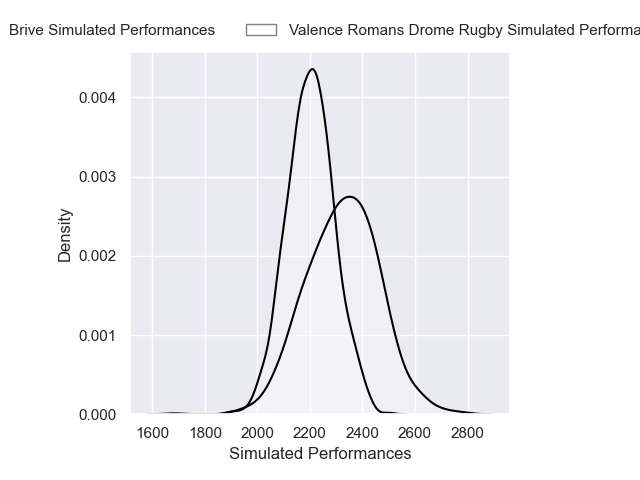 Brive Simulated Performances
Valence Romans Drome Rugby Simulated Performa
0.004
0.003
0.002
0.001
0.000
Density
1600 1800 2000 2200 2400 2600 2800
Simulated Performances